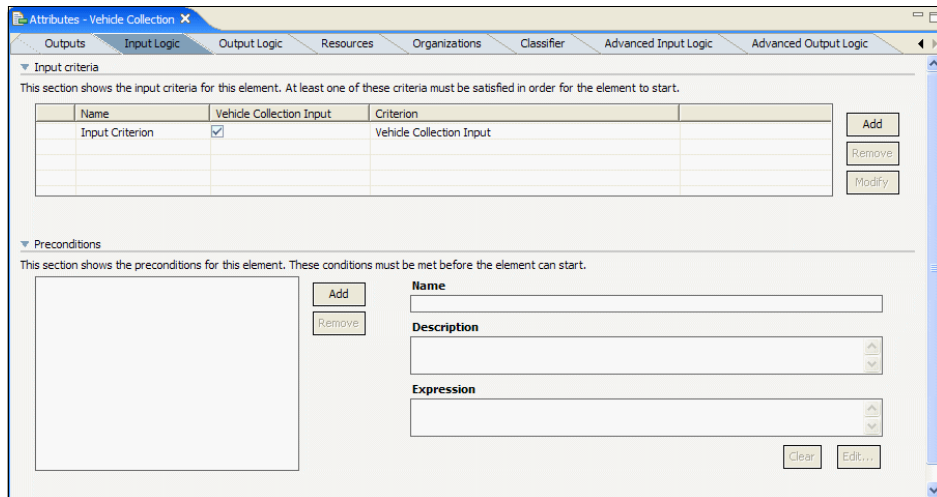 Attributes - Vehicle Collection
Outputs Input Logic Output Logic Resources Organizations Classifier Advanced Input Logic Advanced Output Logic
Input criteria
This section shows the input criteria for this element. At least one of these criteria must be satisfied in order for the element to start.
Name Vehicle Collection Input Criterion
Input Criterion Vehicle Collection Input
Add
Remove
Modify
Preconditions
This section shows the preconditions for this element. These conditions must be met before the element can start.
Add
Remove
Name
Description
Expression
Clear Edit...